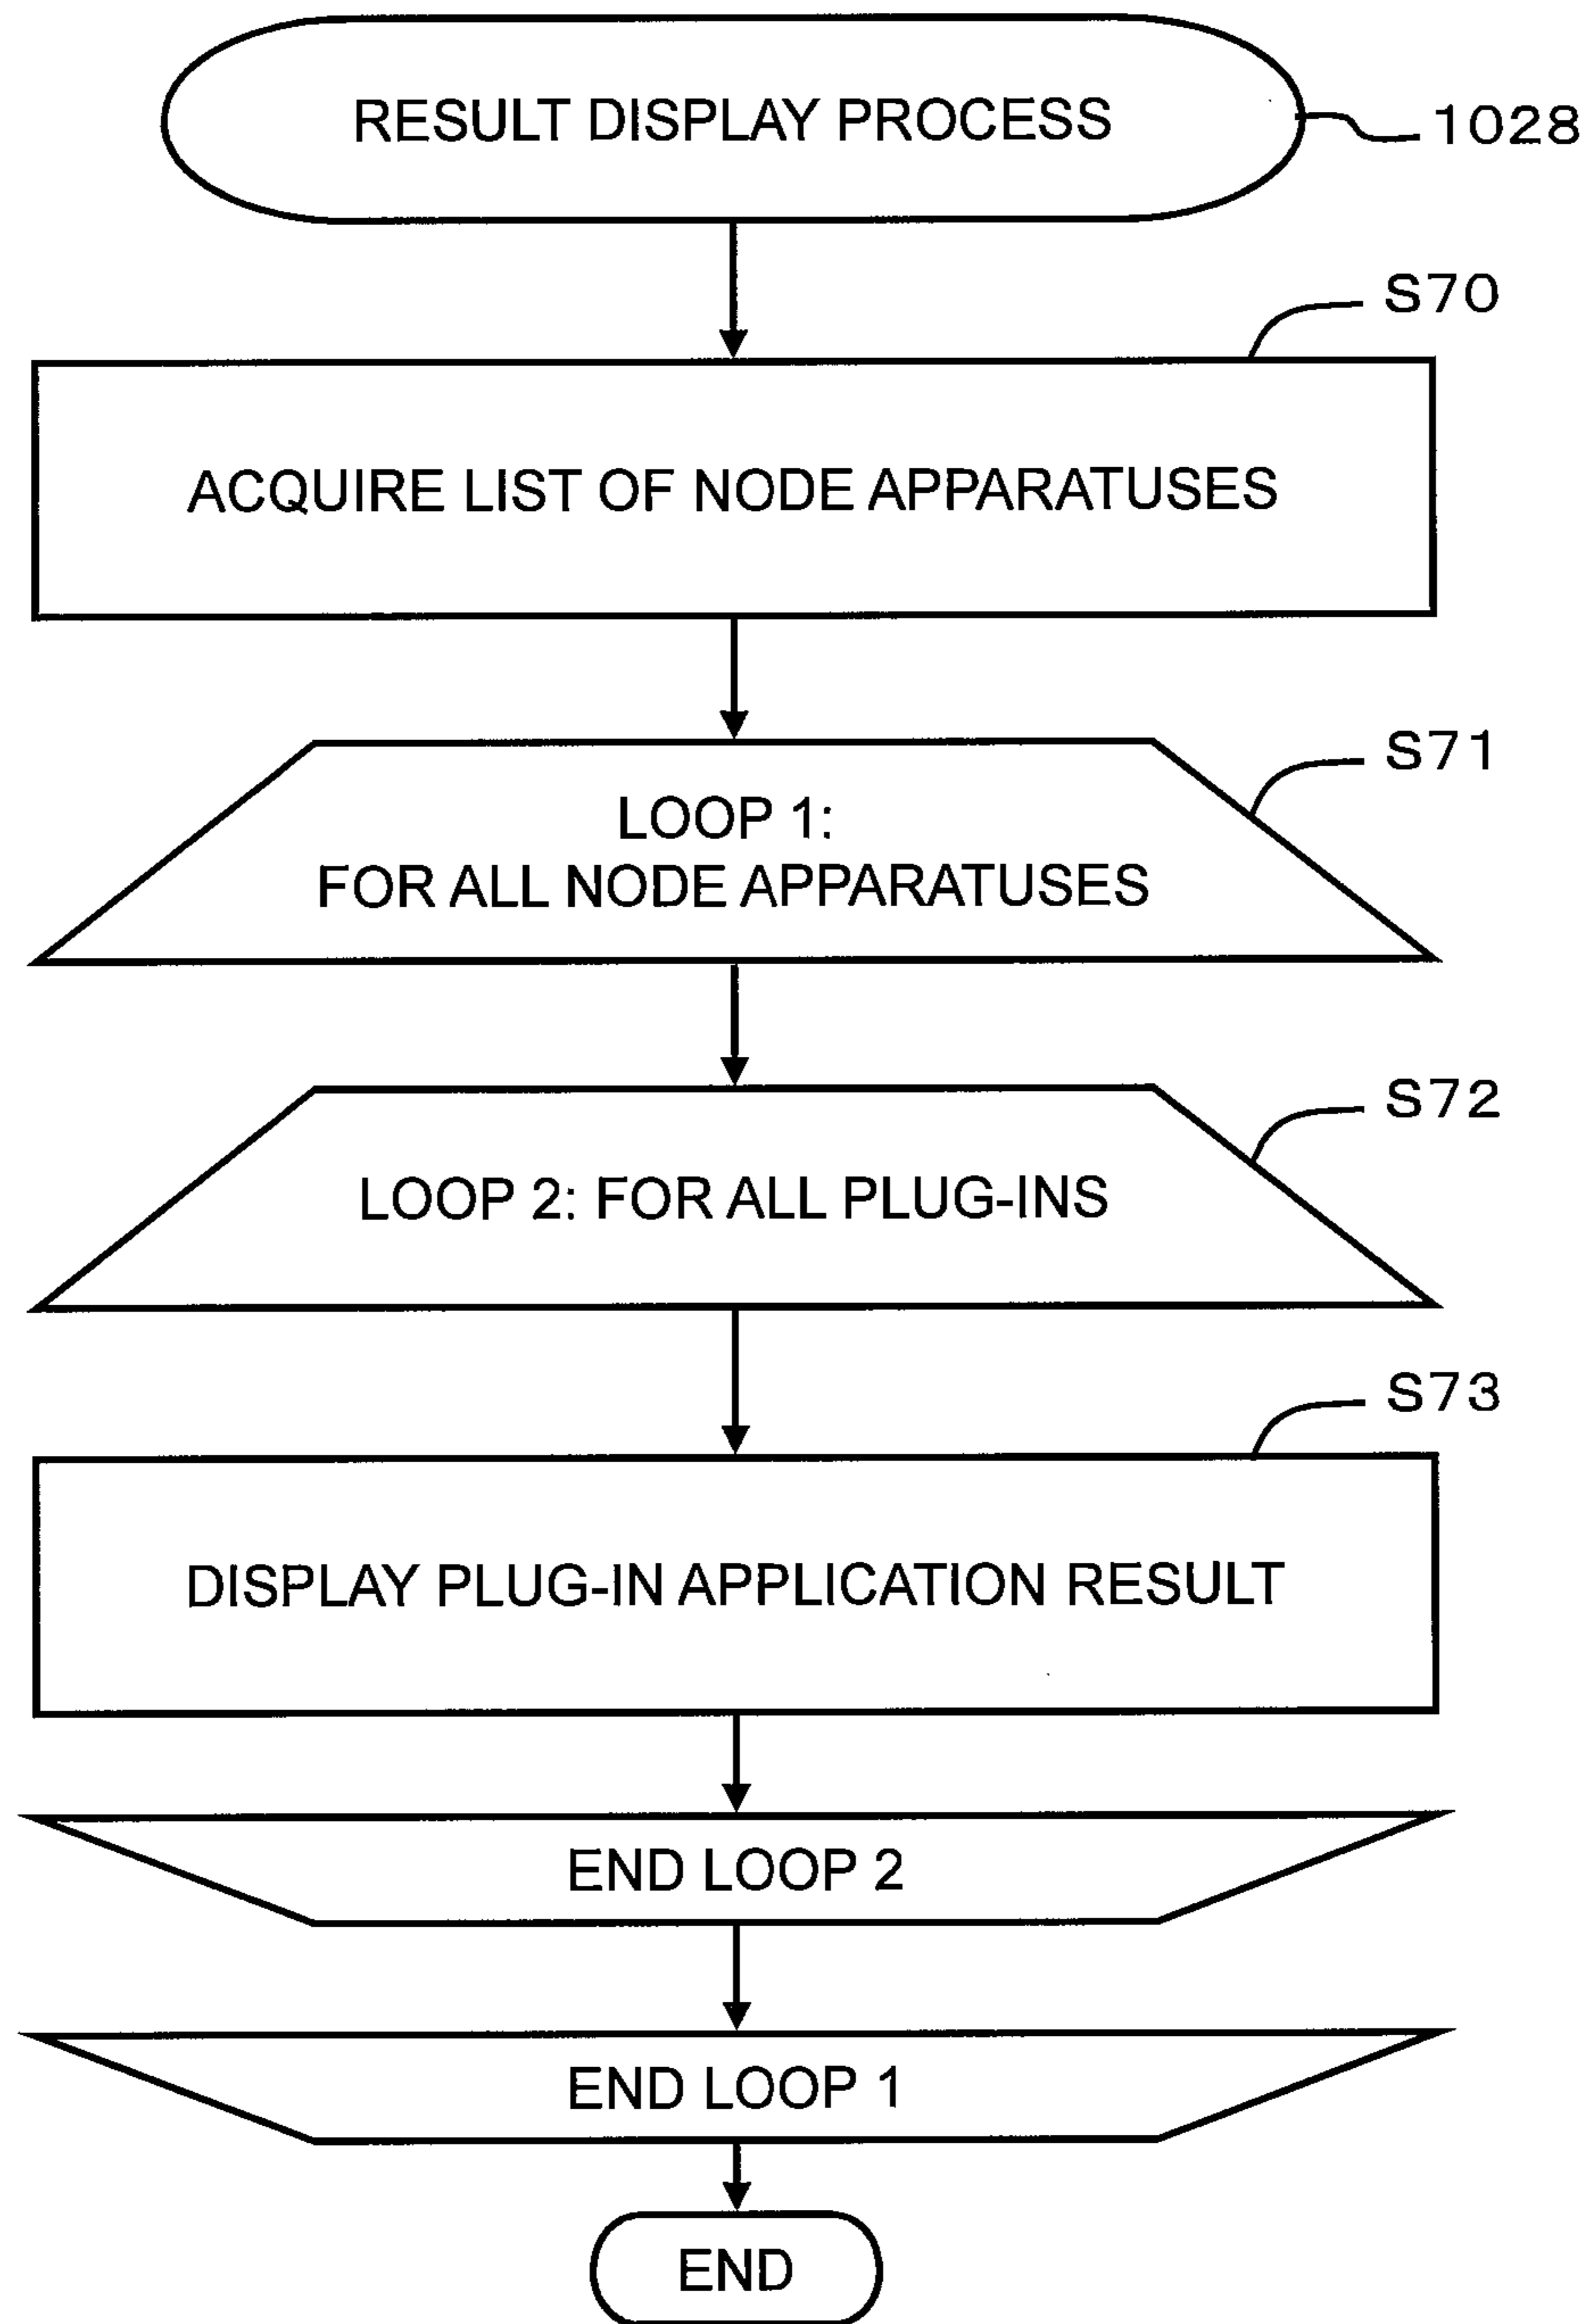 RESULT DISPLAY PROCESS
1028
S70
ACQUIRE LIST OF NODE APPARATUSES
S71
LOOP 1:
FOR ALL NODE APPARATUSES
S72
LOOP 2: FOR ALL PLUG-INS
S73
DISPLAY PLUG-IN APPLICATION RESULT
END LOOP 2
END LOOP 1
END